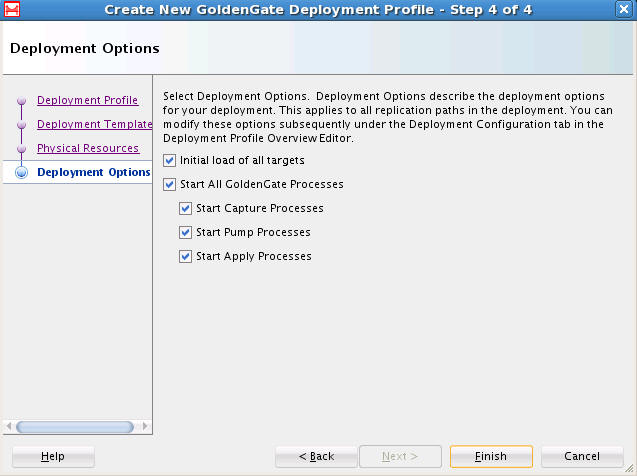 Create New GoldenGate Deployment Profile - Step 4 of 4
Deployment Options
Deployment Profile
Deployment Template
Physical Resources
Deployment Options
Select Deployment Options.  Deployment Options describe the deployment options
for your deployment. This applies to all replication paths in the deployment. You can
modify these options subsequently under the Deployment Configuration tab in the
Deployment Profile Overview Editor.
Initial load of all targets
Start All GoldenGate Processes
Start Capture Processes
Start Pump Processes
Start Apply Processes
Help
< Back
Next >
Finish
Cancel